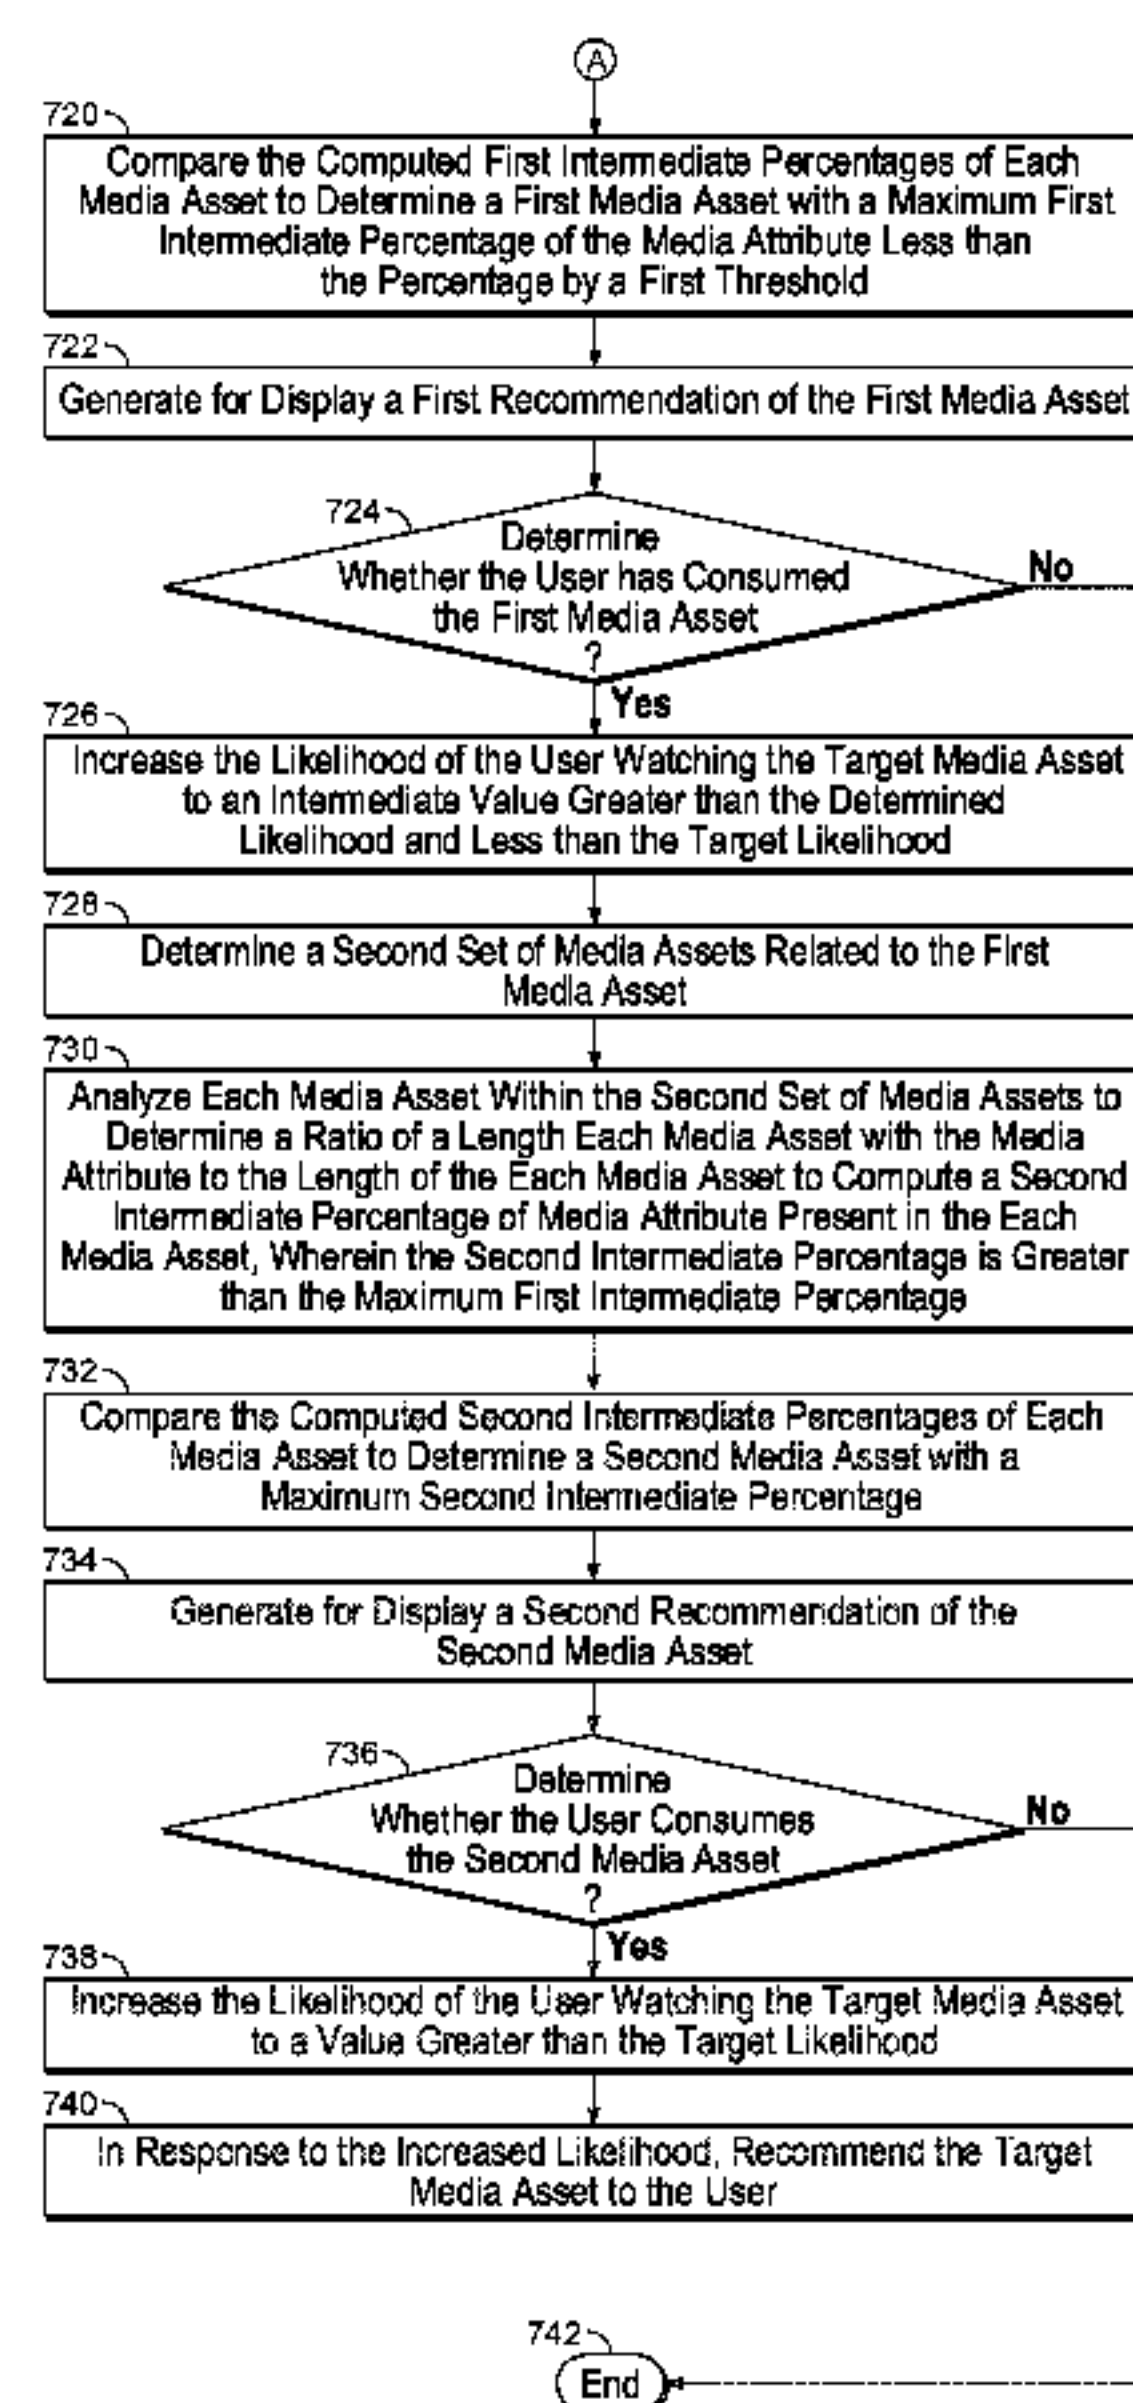 A
720
Compare the Computed First Intermediate Percentages of Each
Media Asset to Determine a First Media Asset with a Maximum First
Intermediate Percentage of the Media Attribute Less than
the Percentage by a First Threshold
722
Generate for Display a First Recommendation of the First Media Asset
724
Determine
Whether the User has Consumed
the First Media Asset
?
No
Yes
726
Increase the Likelihood of the User Watching the Target Media Asset
to an Intermediate Value Greater than the Determined
Likelihood and Less than the Target Likelihood
728
Determine a Second Set of Media Assets Related to the First
Media Asset
730
Analyze Each Media Asset Within the Second Set of Media Assets to
Determine a Ratio of a Length Each Media Asset with the Media
Attribute to the Length of the Each Media Asset to Compute a Second
Intermediate Percentage of Media Attribute Present in the Each
Media Asset, Wherein the Second Intermediate Percentage is Greater
than the Maximum First Intermediate Percentage
732
Compare the Computed Second Intermediate Percentages of Each
Media Asset to Determine a Second Media Asset with a
Maximum Second Intermediate Percentage
734
Generate for Display a Second Recommendation of the
Second Media Asset
736
Determine
Whether the User Consumes
the Second Media Asset
?
No
Yes
738
Increase the Likelihood of the User Watching the Target Media Asset
to a Value Greater than the Target Likelihood
740
In Response to the Increased Likelihood, Recommend the Target
Media Asset to the User
742
End